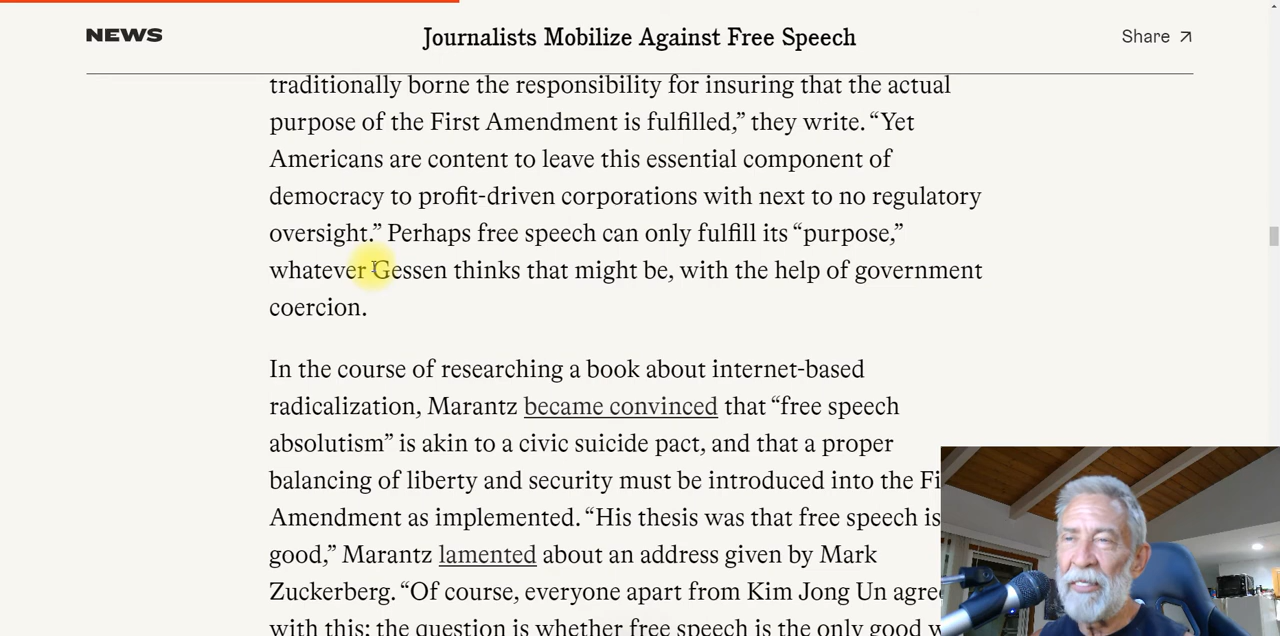 NEWS
Journalists Mobilize Against Free Speech
Share
traditionally borne the responsibility for insuring that the actual
purpose of the First Amendment is fulfilled,” they write. “Yet
Americans are content to leave this essential component of
democracy to profit-driven corporations with next to no regulatory
oversight.” Perhaps free speech can only fulfill its “purpose,”
whatever Gessen thinks that might be, with the help of government
coercion.
In the course of researching a book about internet-based
radicalization, Marantz became convinced that “free speech
absolutism” is akin to a civic suicide pact, and that a proper
balancing of liberty and security must be introduced into the
Amendment as implemented. “His thesis was that free speech is
good,” Marantz lamented about an address given by Mark
Zuckerberg. “Of course, everyone apart from Kim Jong Un
with this; the question is whether free speech is the only good